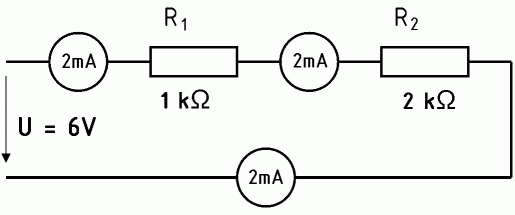 R₁
R₂
2mA
2mA
1 kΩ
2 kΩ
U = 6V
2mA